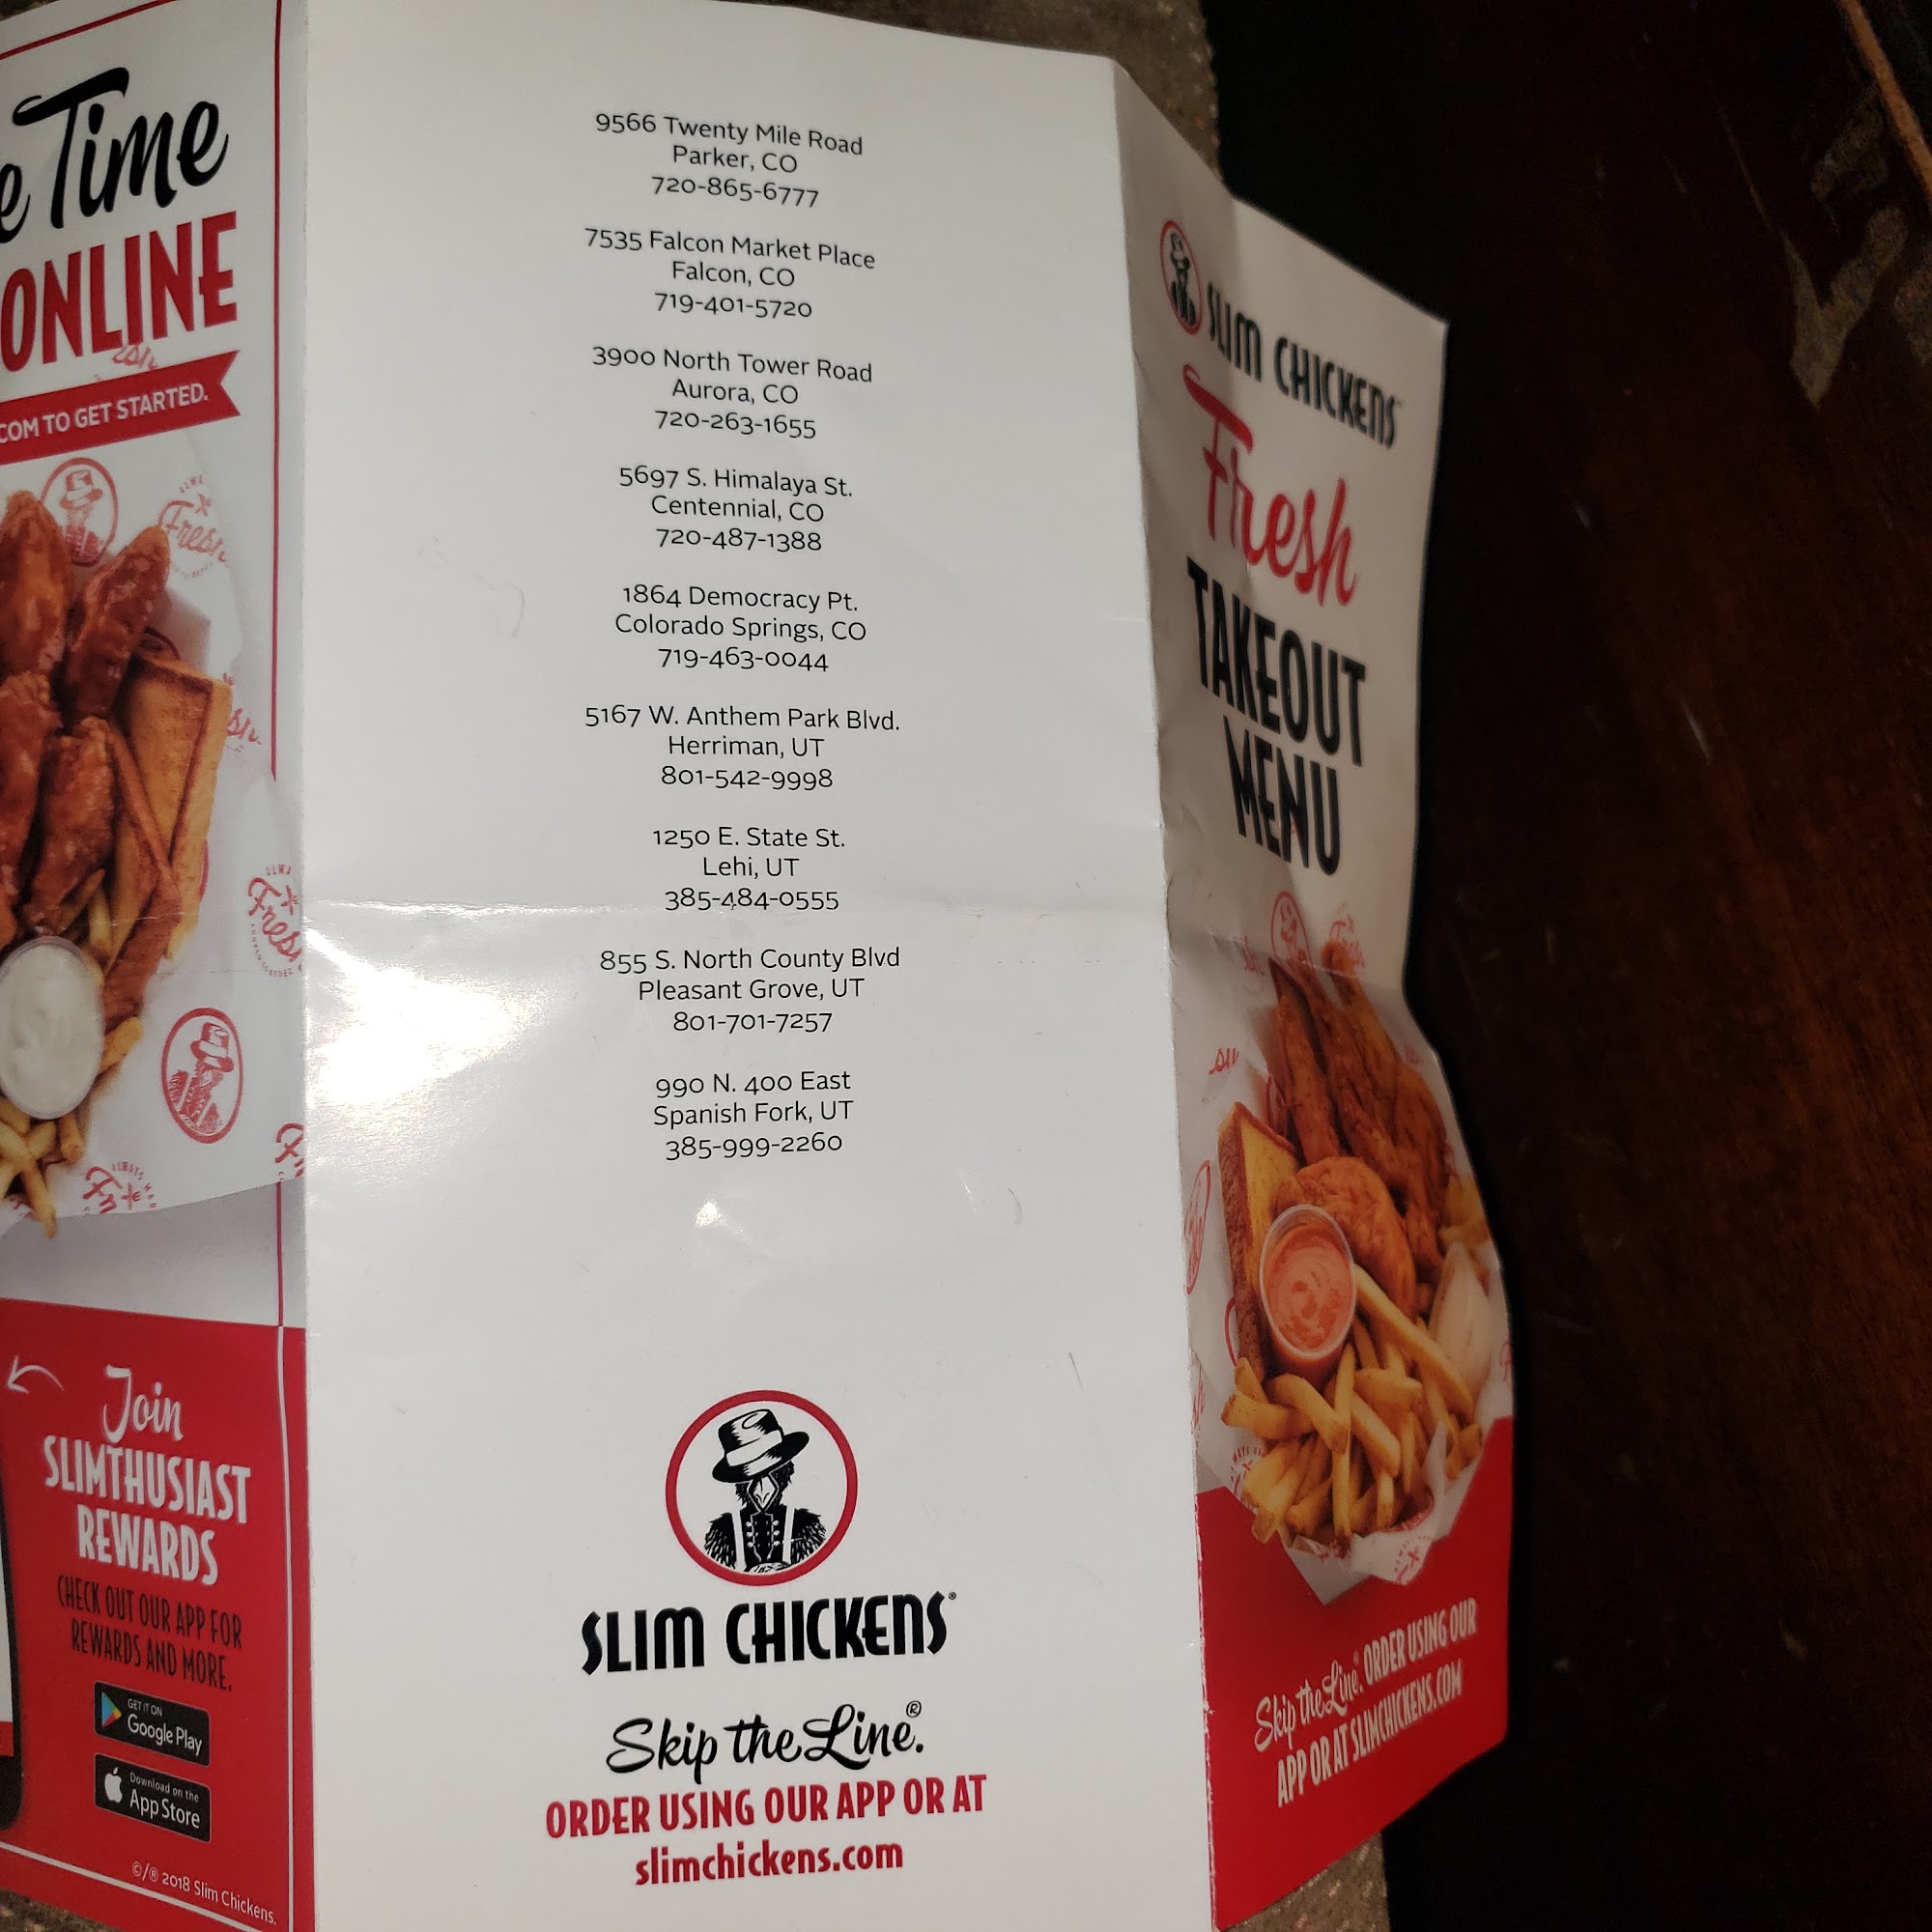 e Time
ONLINE
COM TO GET STARTED.
Join
SLIMTHUSIAST
REWARDS
CHECK OUT OUR APP FOR
REWARDS AND MORE.
GET IT ON
Google Play
Download on the
App Store
©/® 2018 Slim Chickens.
9566 Twenty Mile Road
Parker, CO
720-865-6777
7535 Falcon Market Place
Falcon, CO
719-401-5720
3900 North Tower Road
Aurora, CO
720-263-1655
5697 S. Himalaya St.
Centennial, CO
720-487-1388
1864 Democracy Pt.
Colorado Springs, CO
719-463-0044
5167 W. Anthem Park Blvd.
Herriman, UT
801-542-9998
1250 E. State St.
Lehi, UT
385-484-0555
855 S. North County Blvd
Pleasant Grove, UT
801-701-7257
990 N. 400 East
Spanish Fork, UT
385-999-2260
SLIM CHICKENS®
Skip the Line.®
ORDER USING OUR APP OR AT
slimchickens.com
SLIM CHICKENS™
Fresh
TAKEOUT
MENU
Skip the Line.® ORDER USING OUR
APP OR AT SLIMCHICKENS.COM